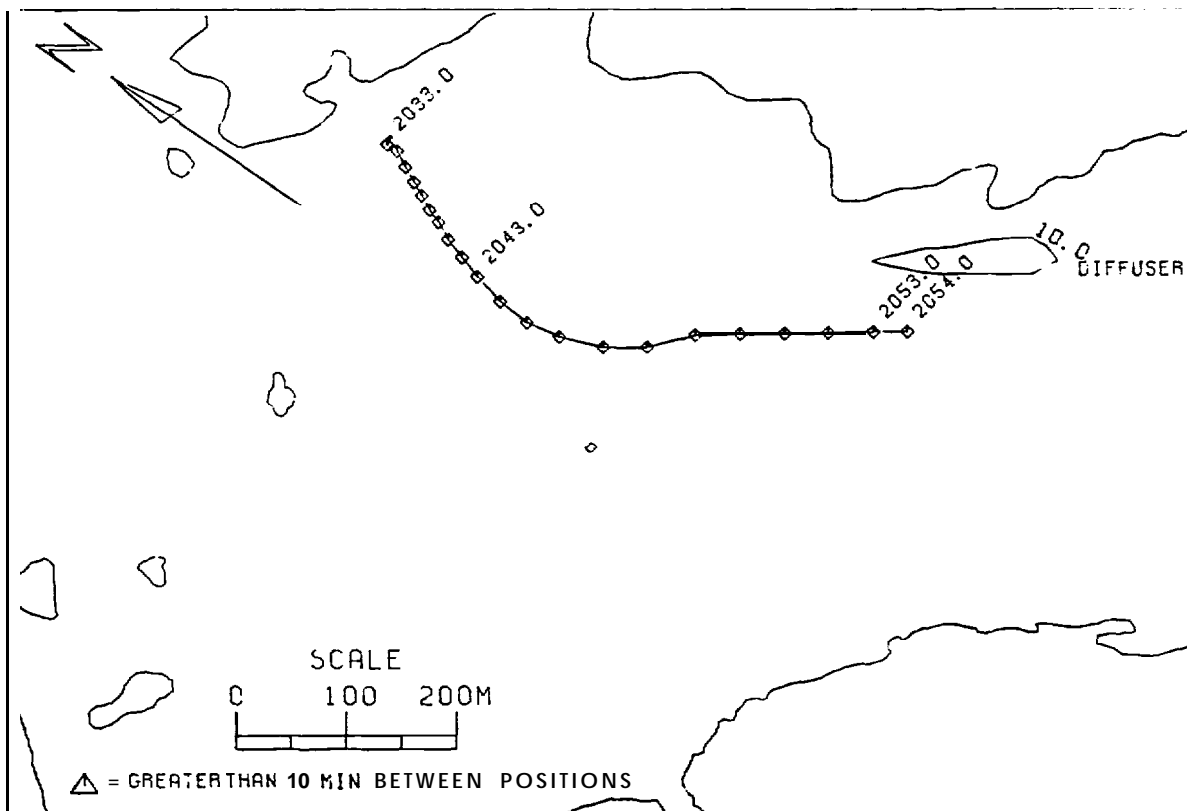 2033.0
2043.0
10.0
DIFFUSER
2053.0
2054.0
SCALE
0 100 200M
= GREATER THAN 10 MIN BETWEEN POSITIONS